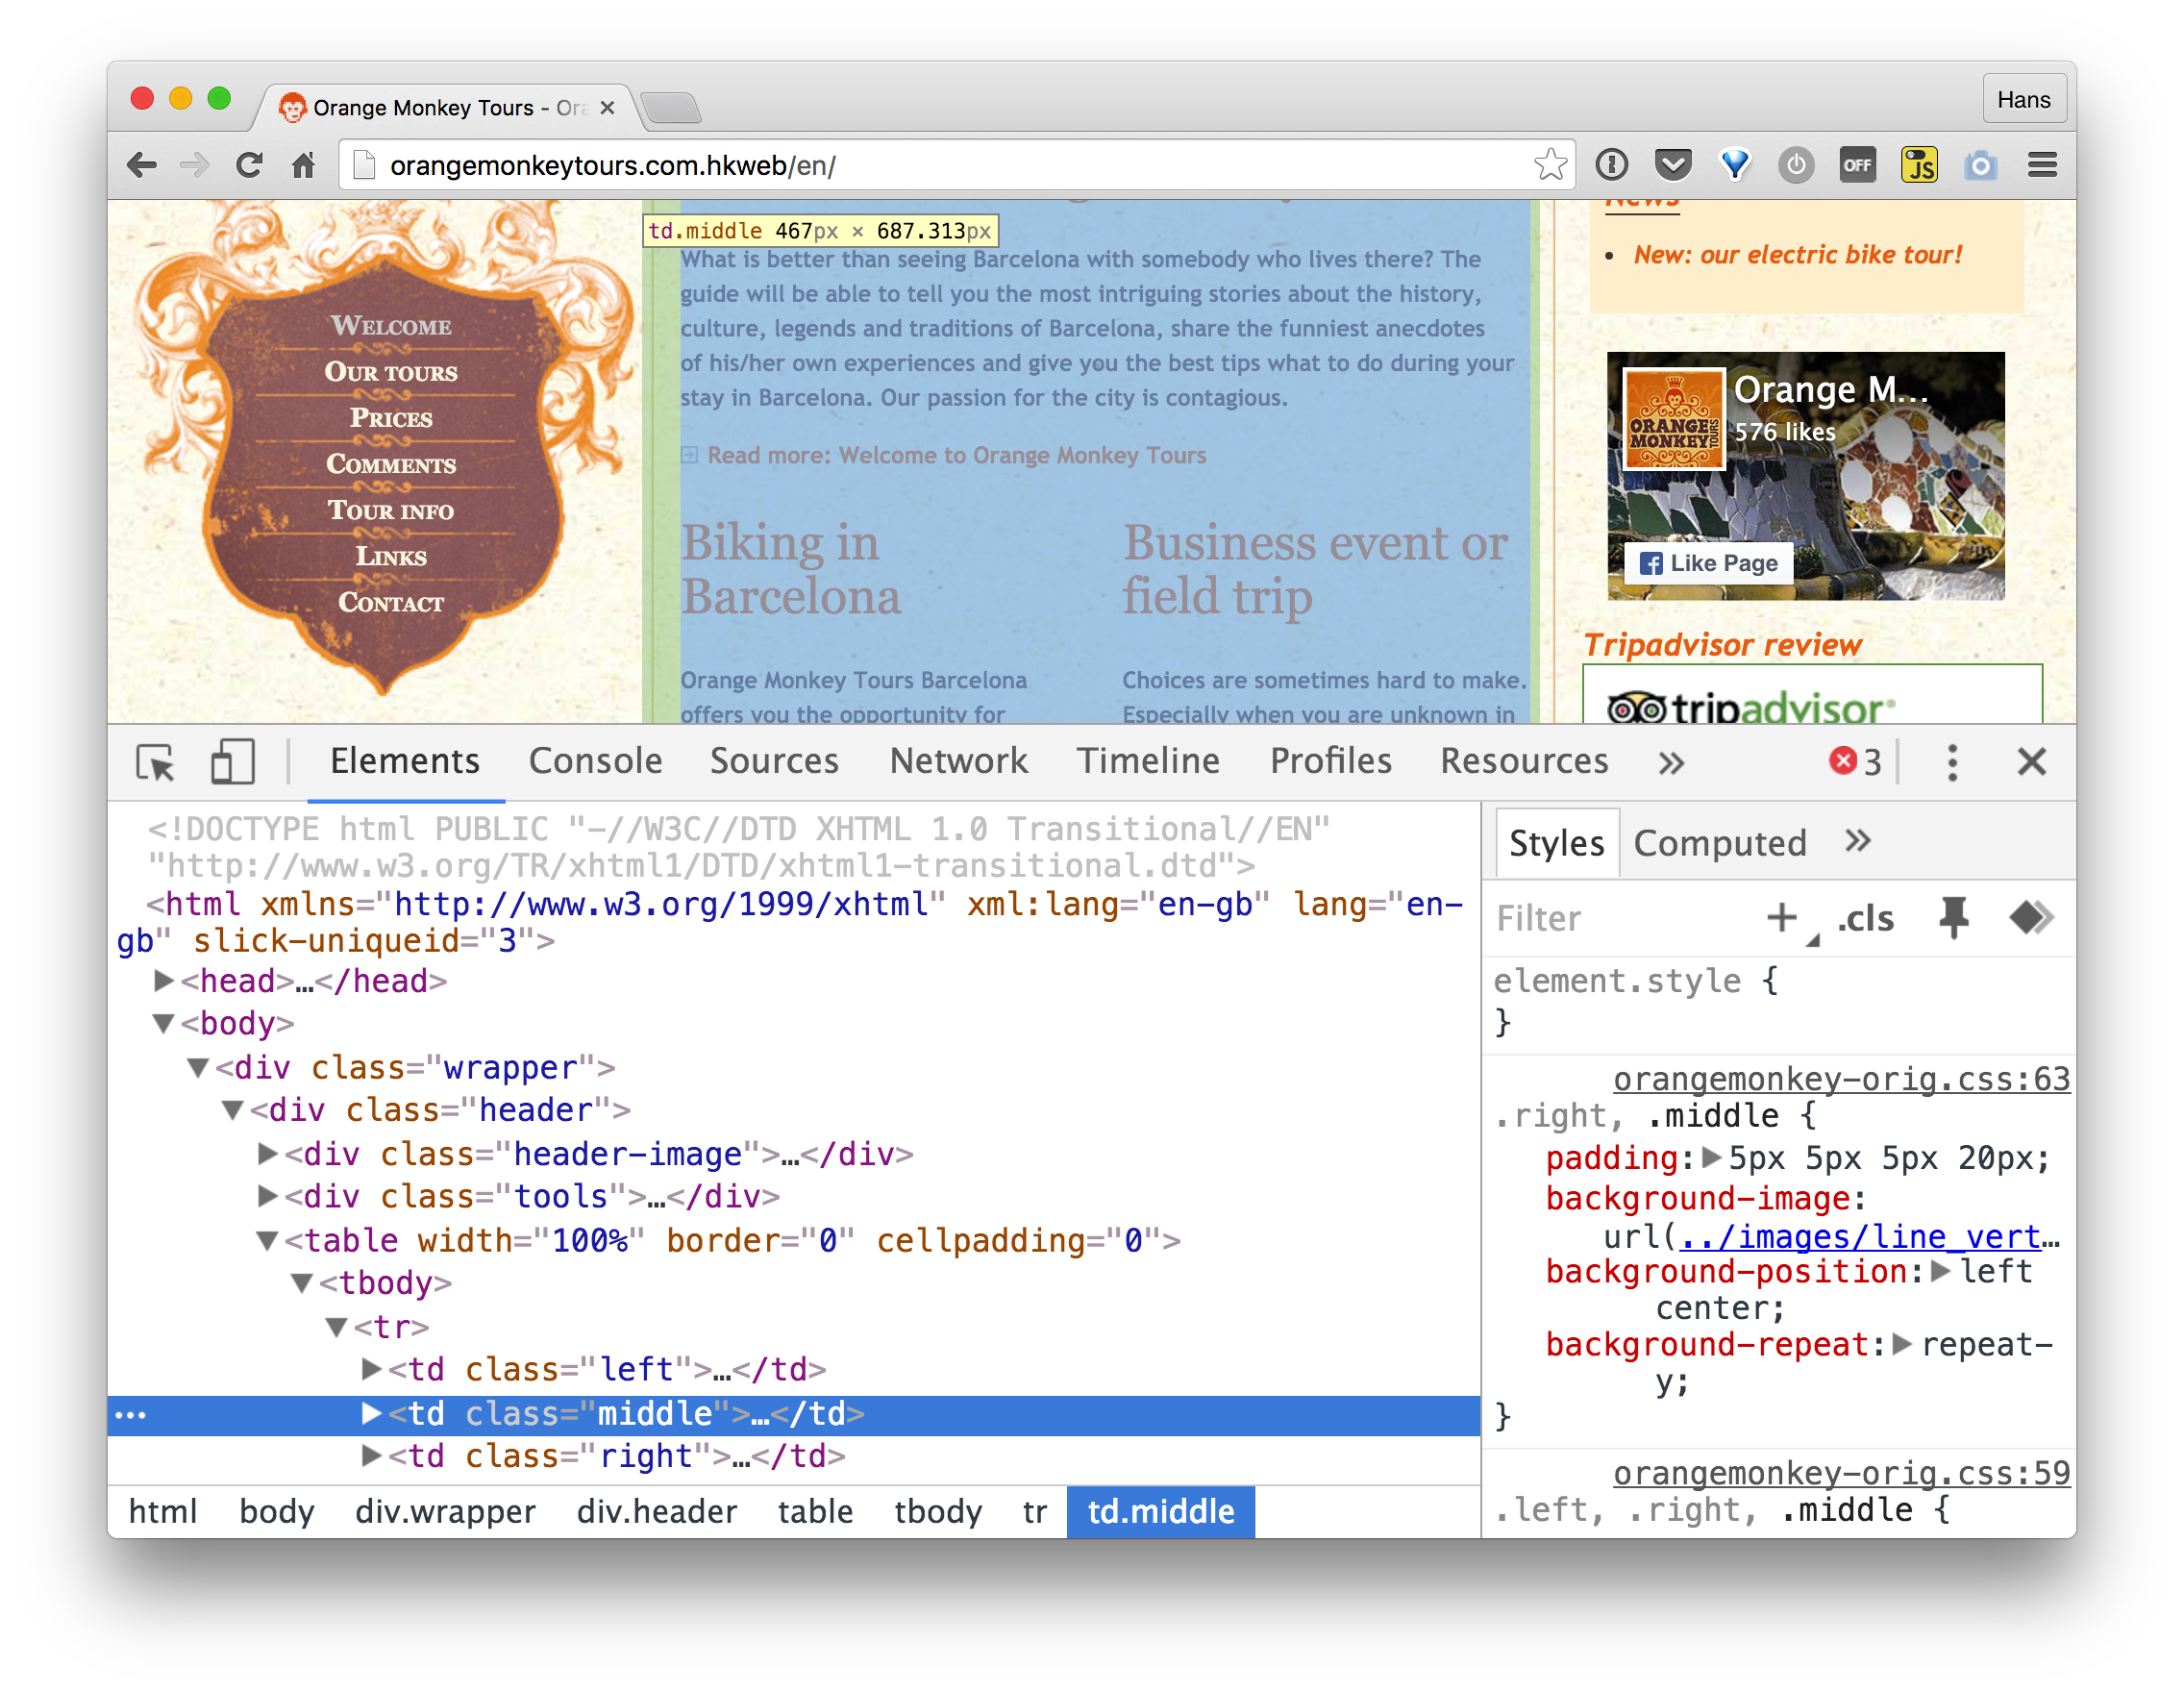 Orange Monkey Tours - Ora
Hans
orangemonkeytours.com.hkweb/en/
OFF
JS
WELCOME
OUR TOURS
PRICES
COMMENTS
TOUR INFO
LINKS
CONTACT
td.middle 467px × 687.313px
What is better than seeing Barcelona with somebody who lives there? The
guide will be able to tell you the most intriguing stories about the history,
culture, legends and traditions of Barcelona, share the funniest anecdotes
of his/her own experiences and give you the best tips what to do during your
stay in Barcelona. Our passion for the city is contagious.
Read more: Welcome to Orange Monkey Tours
Biking in
Barcelona
Orange Monkey Tours Barcelona
offers you the opportunity for
Business event or
field trip
Choices are sometimes hard to make.
Especially when you are unknown in
News
New: our electric bike tour!
Orange M...
576 likes
ORANGE
MONKEY
TOURS
Like Page
Tripadvisor review
tripadvisor®
Elements Console Sources Network Timeline Profiles Resources » 3
<!DOCTYPE html PUBLIC "-//W3C//DTD XHTML 1.0 Transitional//EN"
"http://www.w3.org/TR/xhtml1/DTD/xhtml1-transitional.dtd">
<html xmlns="http://www.w3.org/1999/xhtml" xml:lang="en-gb" lang="en-
gb" slick-uniqueid="3">
<head>…</head>
<body>
<div class="wrapper">
<div class="header">
<div class="header-image">…</div>
<div class="tools">…</div>
<table width="100%" border="0" cellpadding="0">
<tbody>
<tr>
<td class="left">…</td>
<td class="middle">…</td>
<td class="right">…</td>
html body div.wrapper div.header table tbody tr td.middle
Styles Computed »
Filter + .cls
element.style {
}
orangemonkey-orig.css:63
.right, .middle {
padding: 5px 5px 5px 20px;
background-image:
url(../images/line_vert…
background-position: left
center;
background-repeat: repeat-
y;
}
orangemonkey-orig.css:59
.left, .right, .middle {